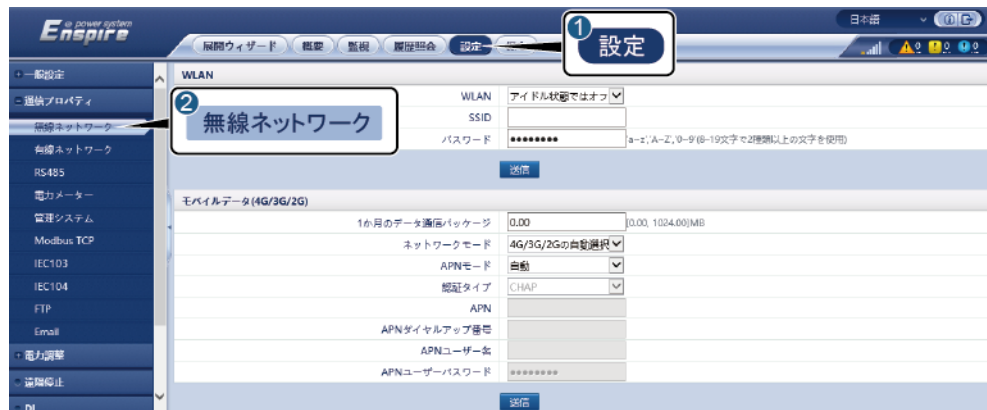 e power system
Enspire
日本語
展開ウィザード
概要
監視
履歴照会
設定
1
設定
一般設定
通信プロパティ
無線ネットワーク
有線ネットワーク
RS485
電力メーター
管理システム
Modbus TCP
IEC103
IEC104
FTP
Email
電力調整
遠隔停止
DI
2
無線ネットワーク
WLAN
WLAN アイドル状態ではオフ
SSID
パスワード ●●●●●●●● 'a~z','A~Z','0~9'(8-19文字で2種類以上の文字を使用)
送信
モバイルデータ(4G/3G/2G)
1か月のデータ通信パッケージ 0.00 [0.00, 1024.00]MB
ネットワークモード 4G/3G/2Gの自動選択
APNモード 自動
認証タイプ CHAP
APN
APNダイヤルアップ番号
APNユーザー名
APNユーザーパスワード ●●●●●●●●
送信